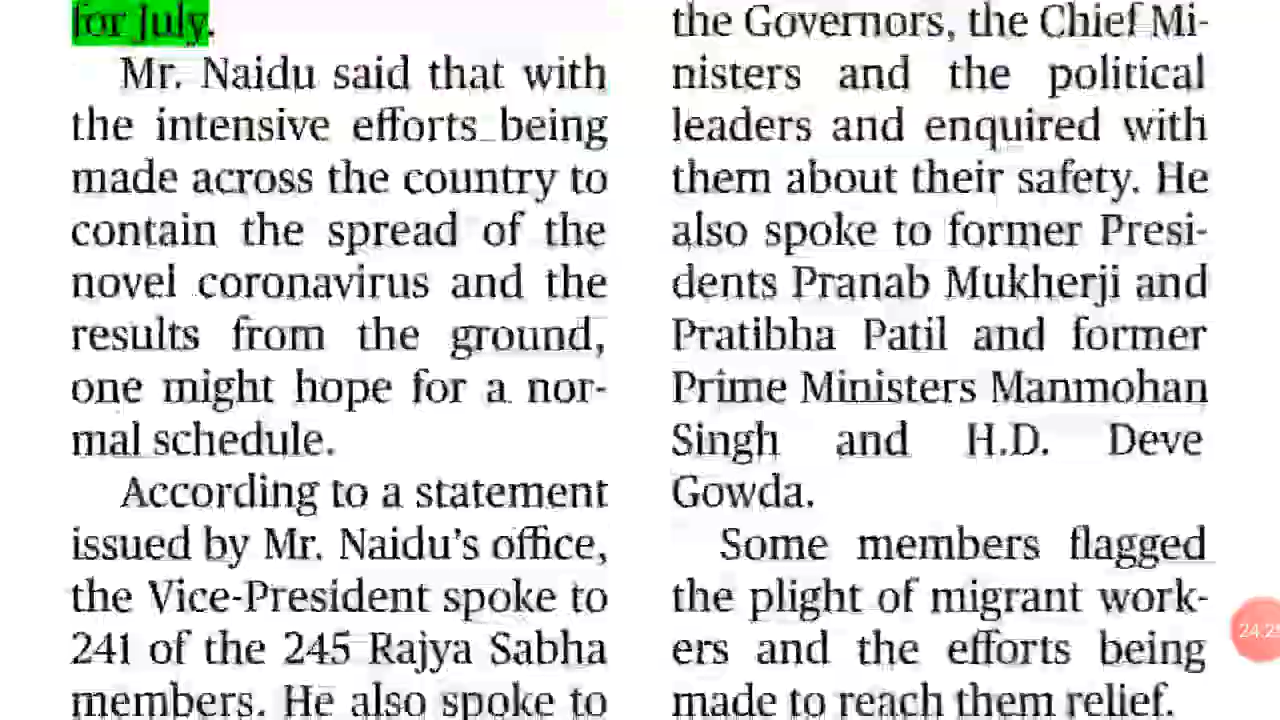 for July.
Mr. Naidu said that with
the intensive efforts being
made across the country to
contain the spread of the
novel coronavirus and the
results from the ground,
one might hope for a nor-
mal schedule.
According to a statement
issued by Mr. Naidu's office,
the Vice-President spoke to
241 of the 245 Rajya Sabha
members. He also spoke to
the Governors, the Chief Mi-
nisters and the political
leaders and enquired with
them about their safety. He
also spoke to former Presi-
dents Pranab Mukherji and
Pratibha Patil and former
Prime Ministers Manmohan
Singh and H.D. Deve
Gowda.
Some members flagged
the plight of migrant work-
ers and the efforts being
made to reach them relief.